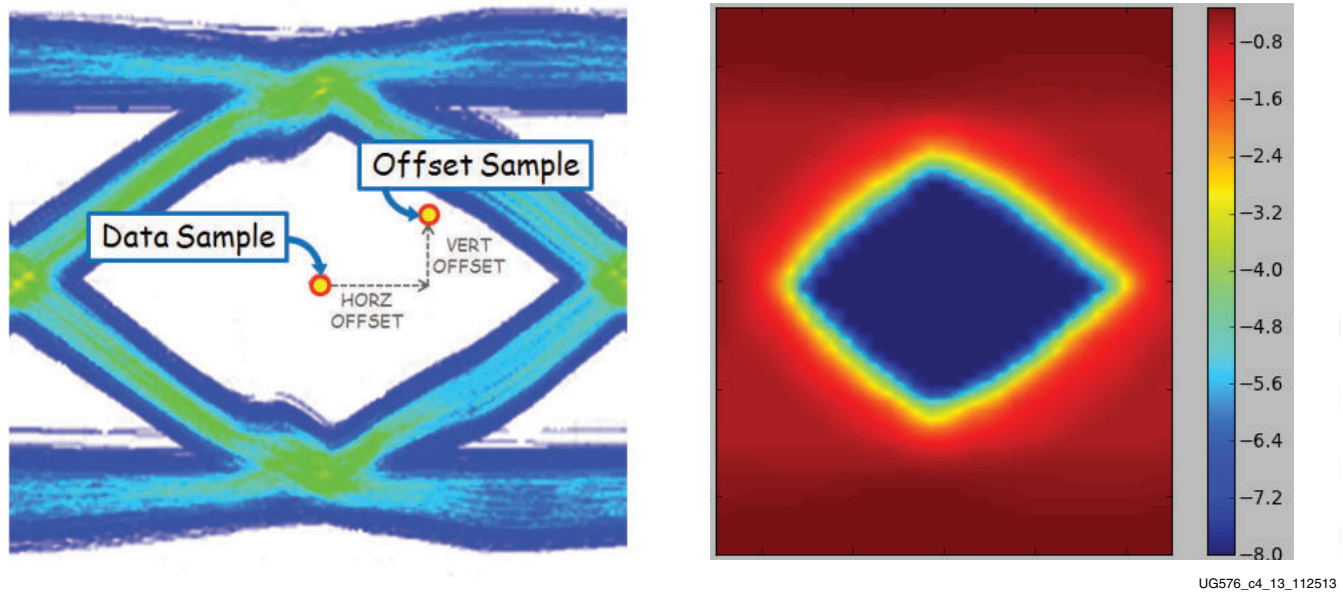 Offset Sample
Data Sample
VERT
OFFSET
HORZ
OFFSET
−0.8
−1.6
−2.4
−3.2
−4.0
−4.8
−5.6
−6.4
−7.2
−8.0
UG576_c4_13_112513